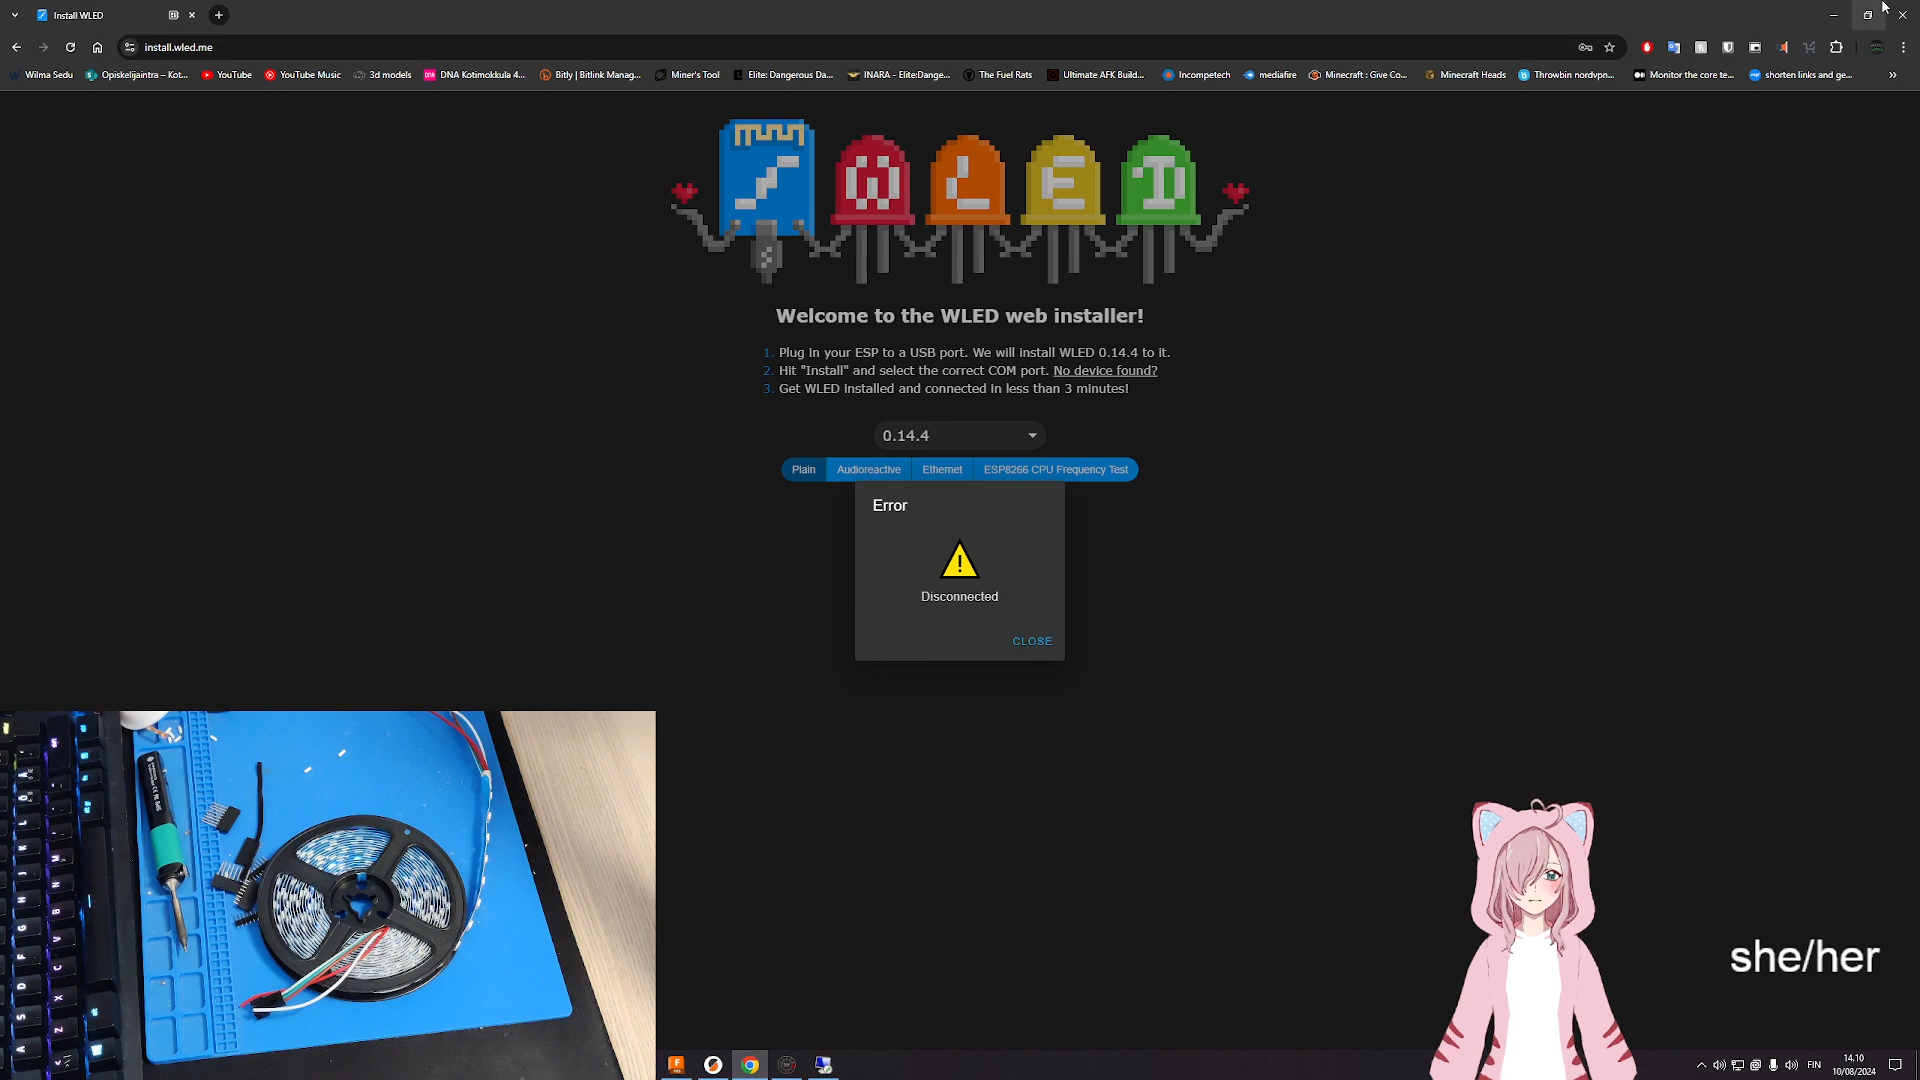 Install WLED
install.wled.me
Wilma Sedu
Opiskelijaintra – Kot...
YouTube
YouTube Music
3d models
DNA Kotimokkula 4...
Bitly | Bitlink Manag...
Miner's Tool
Elite: Dangerous Da...
INARA - Elite:Dange...
The Fuel Rats
Ultimate AFK Build...
Incompetech
mediafire
Minecraft : Give Co...
Minecraft Heads
Throwbin nordvpn...
Monitor the core te...
shorten links and ge...
WLED
Welcome to the WLED web installer!
1. Plug in your ESP to a USB port. We will install WLED 0.14.4 to it.
2. Hit "Install" and select the correct COM port. No device found?
3. Get WLED installed and connected in less than 3 minutes!
0.14.4
Plain
Audioreactive
Ethernet
ESP8266 CPU Frequency Test
Error
Disconnected
CLOSE
she/her
FIN
14.10
10/08/2024